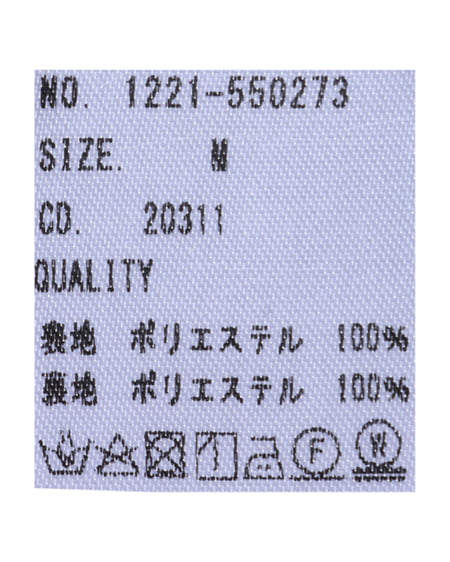 NO. 1221-550273
SIZE. M
CD. 20311
QUALITY
表地 ポリエステル 100%
裏地 ポリエステル 100%
F W